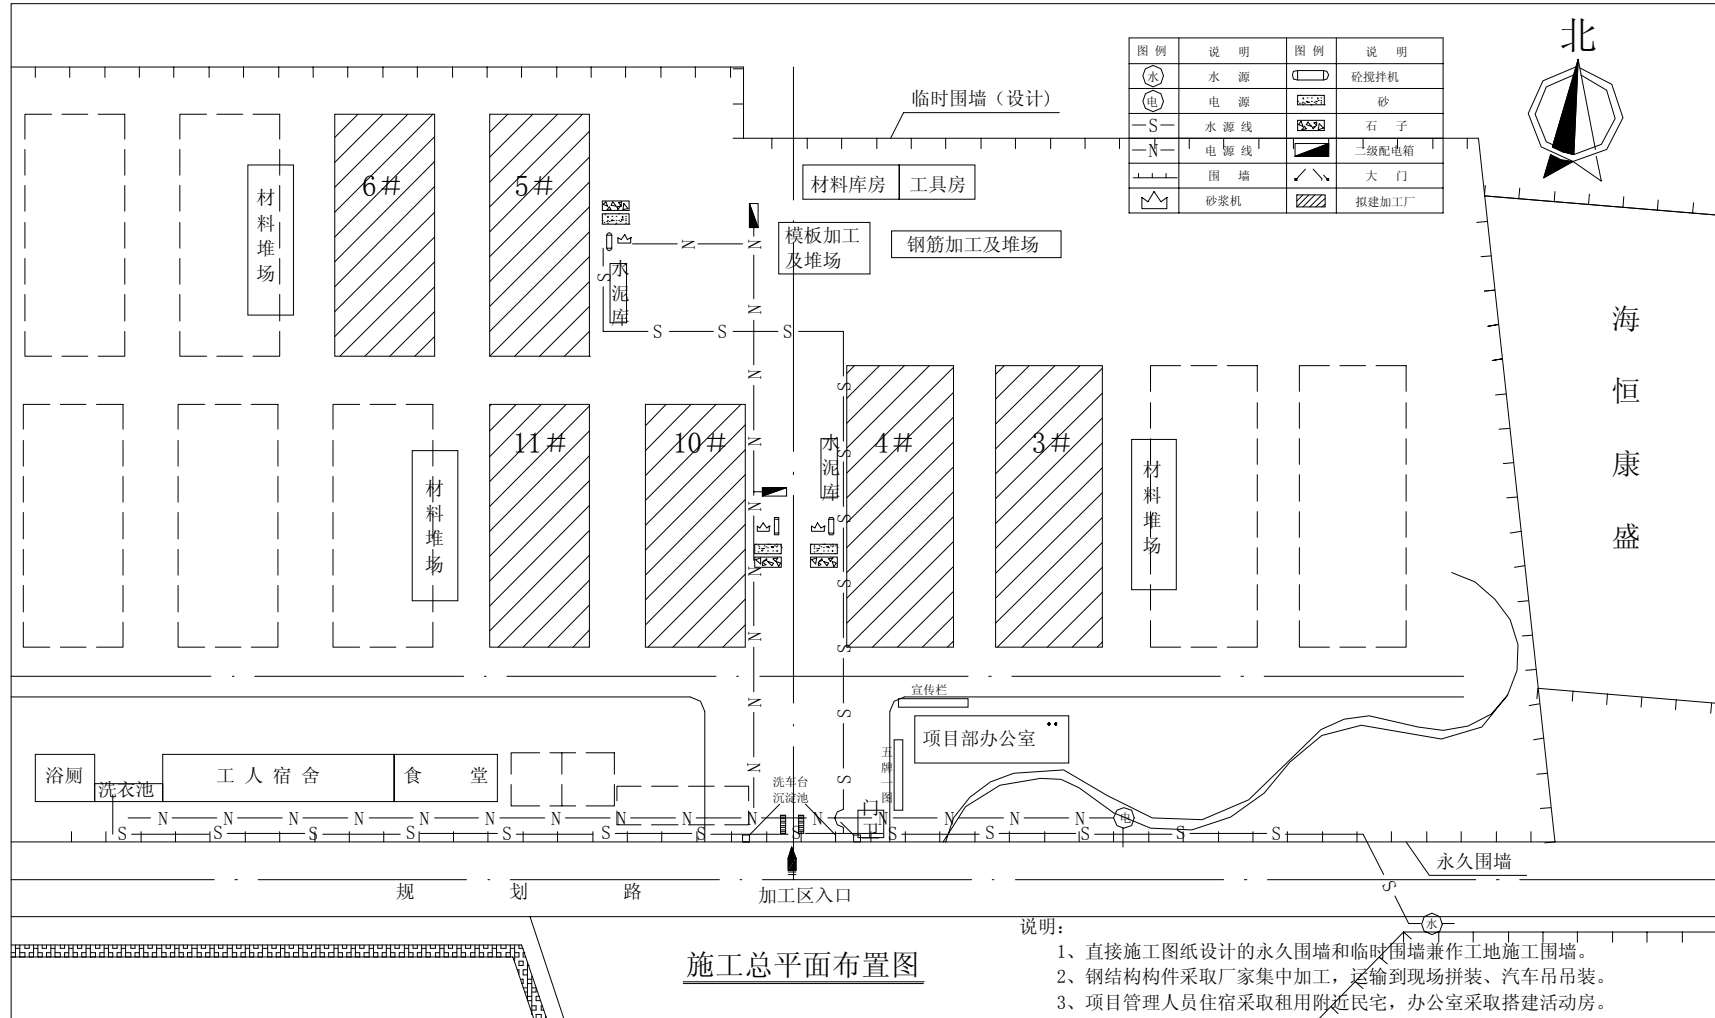 北
图例 说 明 图例 说 明
水 水 源 砼搅拌机
电 电 源 砂
S 水源线 石 子
N 电源线 二级配电箱
围 墙 大 门
砂浆机 拟建加工厂
临时围墙（设计）
材料库房 工具房
模板加工
及堆场
钢筋加工及堆场
材料堆场
6#
5#
水泥库
N N
S
S S S N
N
海恒康盛
11#
10#
材料堆场
水泥库
4#
3#
材料堆场
N N N N N N
S S S S S S S
宣传栏
项目部办公室
五牌一图
洗车台
沉淀池
门卫
浴厕
洗衣池
工人宿舍
食 堂
N N N N N N N N N N N N N N 电
S S S S S S S S S S S S S
S
水
永久围墙
规 划 路
加工区入口
施工总平面布置图
说明：
1、直接施工图纸设计的永久围墙和临时围墙兼作工地施工围墙。
2、钢结构构件采取厂家集中加工，运输到现场拼装、汽车吊吊装。
3、项目管理人员住宿采取租用附近民宅，办公室采取搭建活动房。